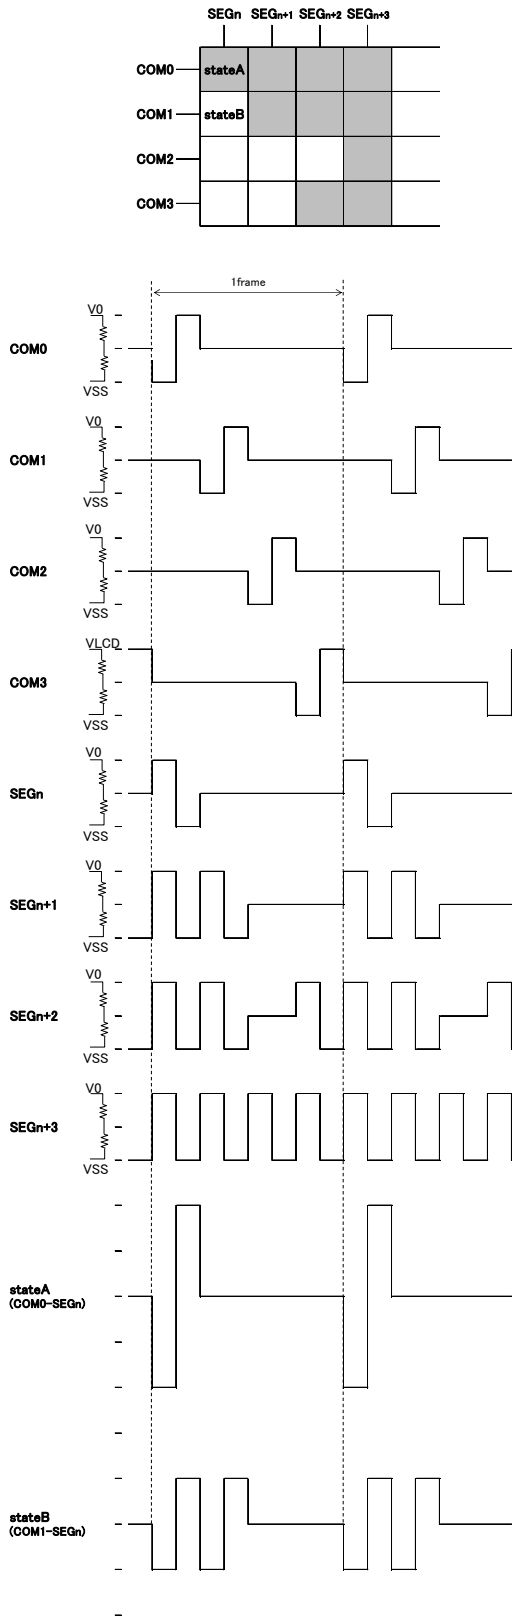 SEGn SEGn+1 SEGn+2 SEGn+3
COM0 stateA
COM1 stateB
COM2
COM3
1frame
V0
COM0
VSS
V0
COM1
VSS
V0
COM2
VSS
VLCD
COM3
VSS
V0
SEGn
VSS
V0
SEGn+1
VSS
V0
SEGn+2
VSS
V0
SEGn+3
VSS
stateA
(COM0-SEGn)
stateB
(COM1-SEGn)